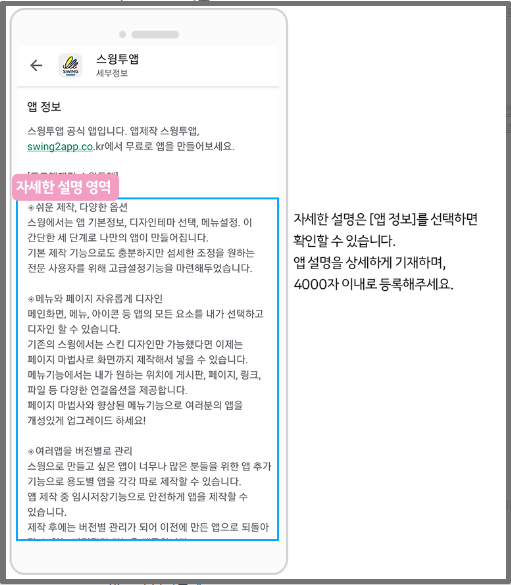 스윙투앱
세부정보
SWING
앱 정보
스윙투앱 공식 앱입니다. 앱제작 스윙투앱,
swing2app.co.kr에서 무료로 앱을 만들어보세요.
자세한 설명 영역
※쉬운 제작, 다양한 옵션
스윙에서는 앱 기본정보, 디자인테마 선택, 메뉴설정. 이
간단한 세 단계로 나만의 앱이 만들어집니다.
기본 제작 기능으로도 충분하지만 섬세한 조정을 원하는
전문 사용자를 위해 고급설정기능을 마련해두었습니다.
※메뉴와 페이지 자유롭게 디자인
메인화면, 메뉴, 아이콘 등 앱의 모든 요소를 내가 선택하고
디자인 할 수 있습니다.
기존의 스윙에서는 스킨 디자인만 가능했다면 이제는
페이지 마법사로 화면까지 제작해서 넣을 수 있습니다.
메뉴기능에서는 내가 원하는 위치에 게시판, 페이지, 링크,
파일 등 다양한 연결옵션을 제공합니다.
페이지 마법사와 향상된 메뉴기능으로 여러분의 앱을
개성있게 업그레이드 하세요!
※여러앱을 버전별로 관리
스윙으로 만들고 싶은 앱이 너무나 많은 분들을 위한 앱 추가
기능으로 용도별 앱을 각각 따로 제작할 수 있습니다.
앱 제작 중 임시저장기능으로 안전하게 앱을 제작할 수
있습니다.
제작 후에는 버전별 관리가 되어 이전에 만든 앱으로 되돌아
자세한 설명은 [앱 정보]를 선택하면
확인할 수 있습니다.
앱 설명을 상세하게 기재하며,
4000자 이내로 등록해주세요.